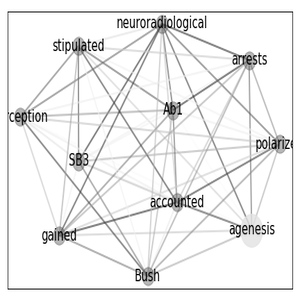 neuroradiological
stipulated
arrests
Ab1
ception
polarize
SB3
accounted
gained
agenesis
Bush